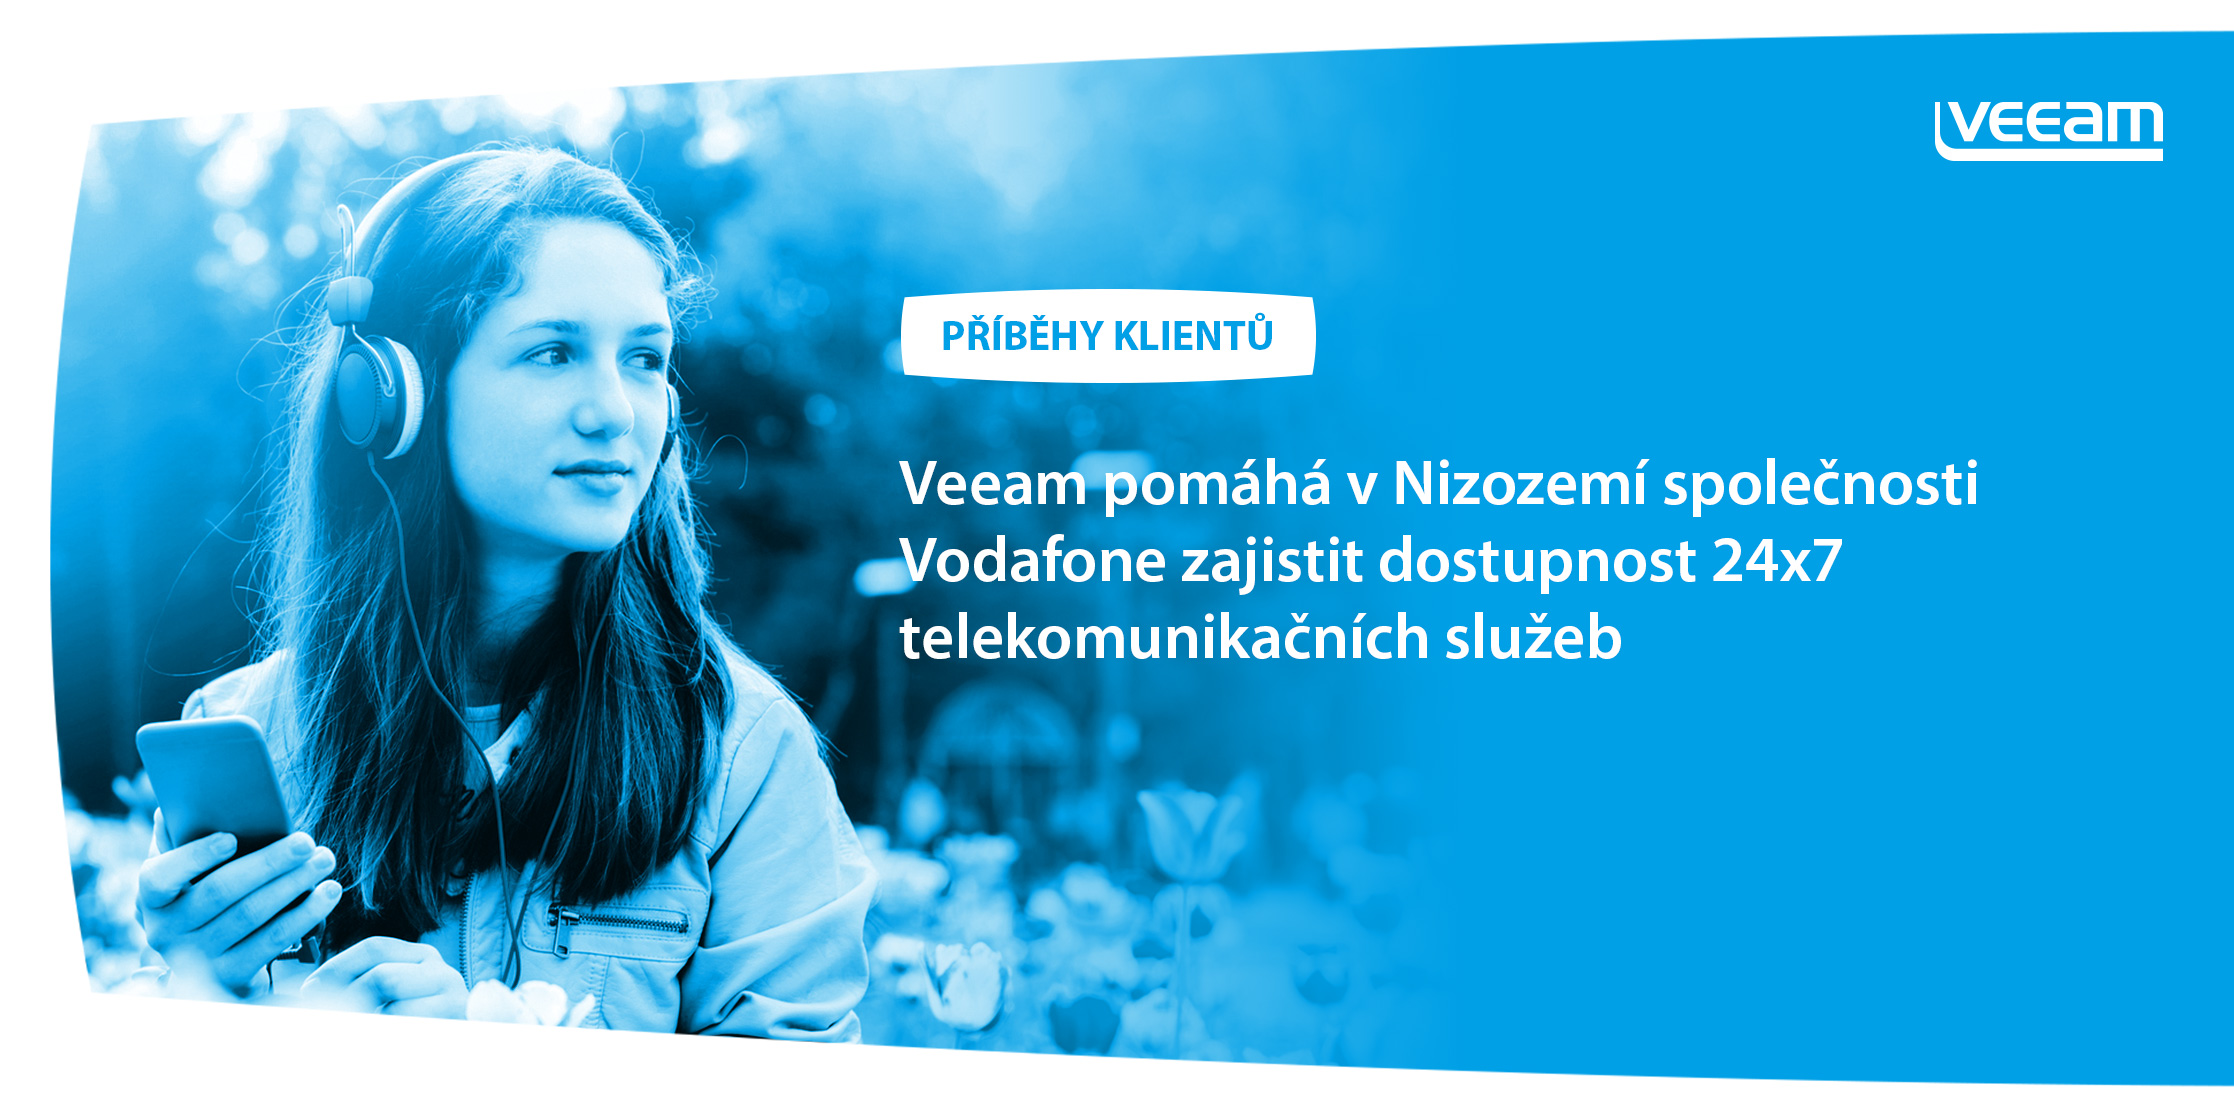 veeam
PŘÍBĚHY KLIENTŮ
Veeam pomáhá v Nizozemí společnosti
Vodafone zajistit dostupnost 24x7
telekomunikačních služeb